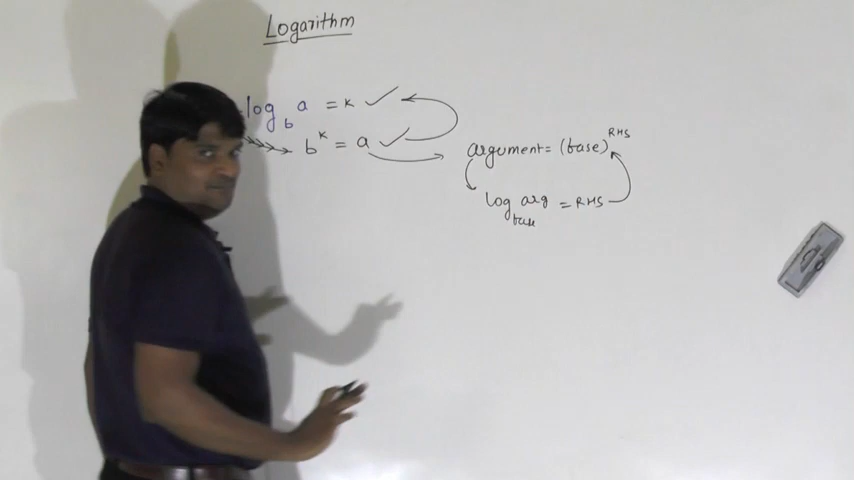 Logarithm
log_b a = k ✓
b^k = a ✓
argument = (base)^RHS
log_base arg = RHS